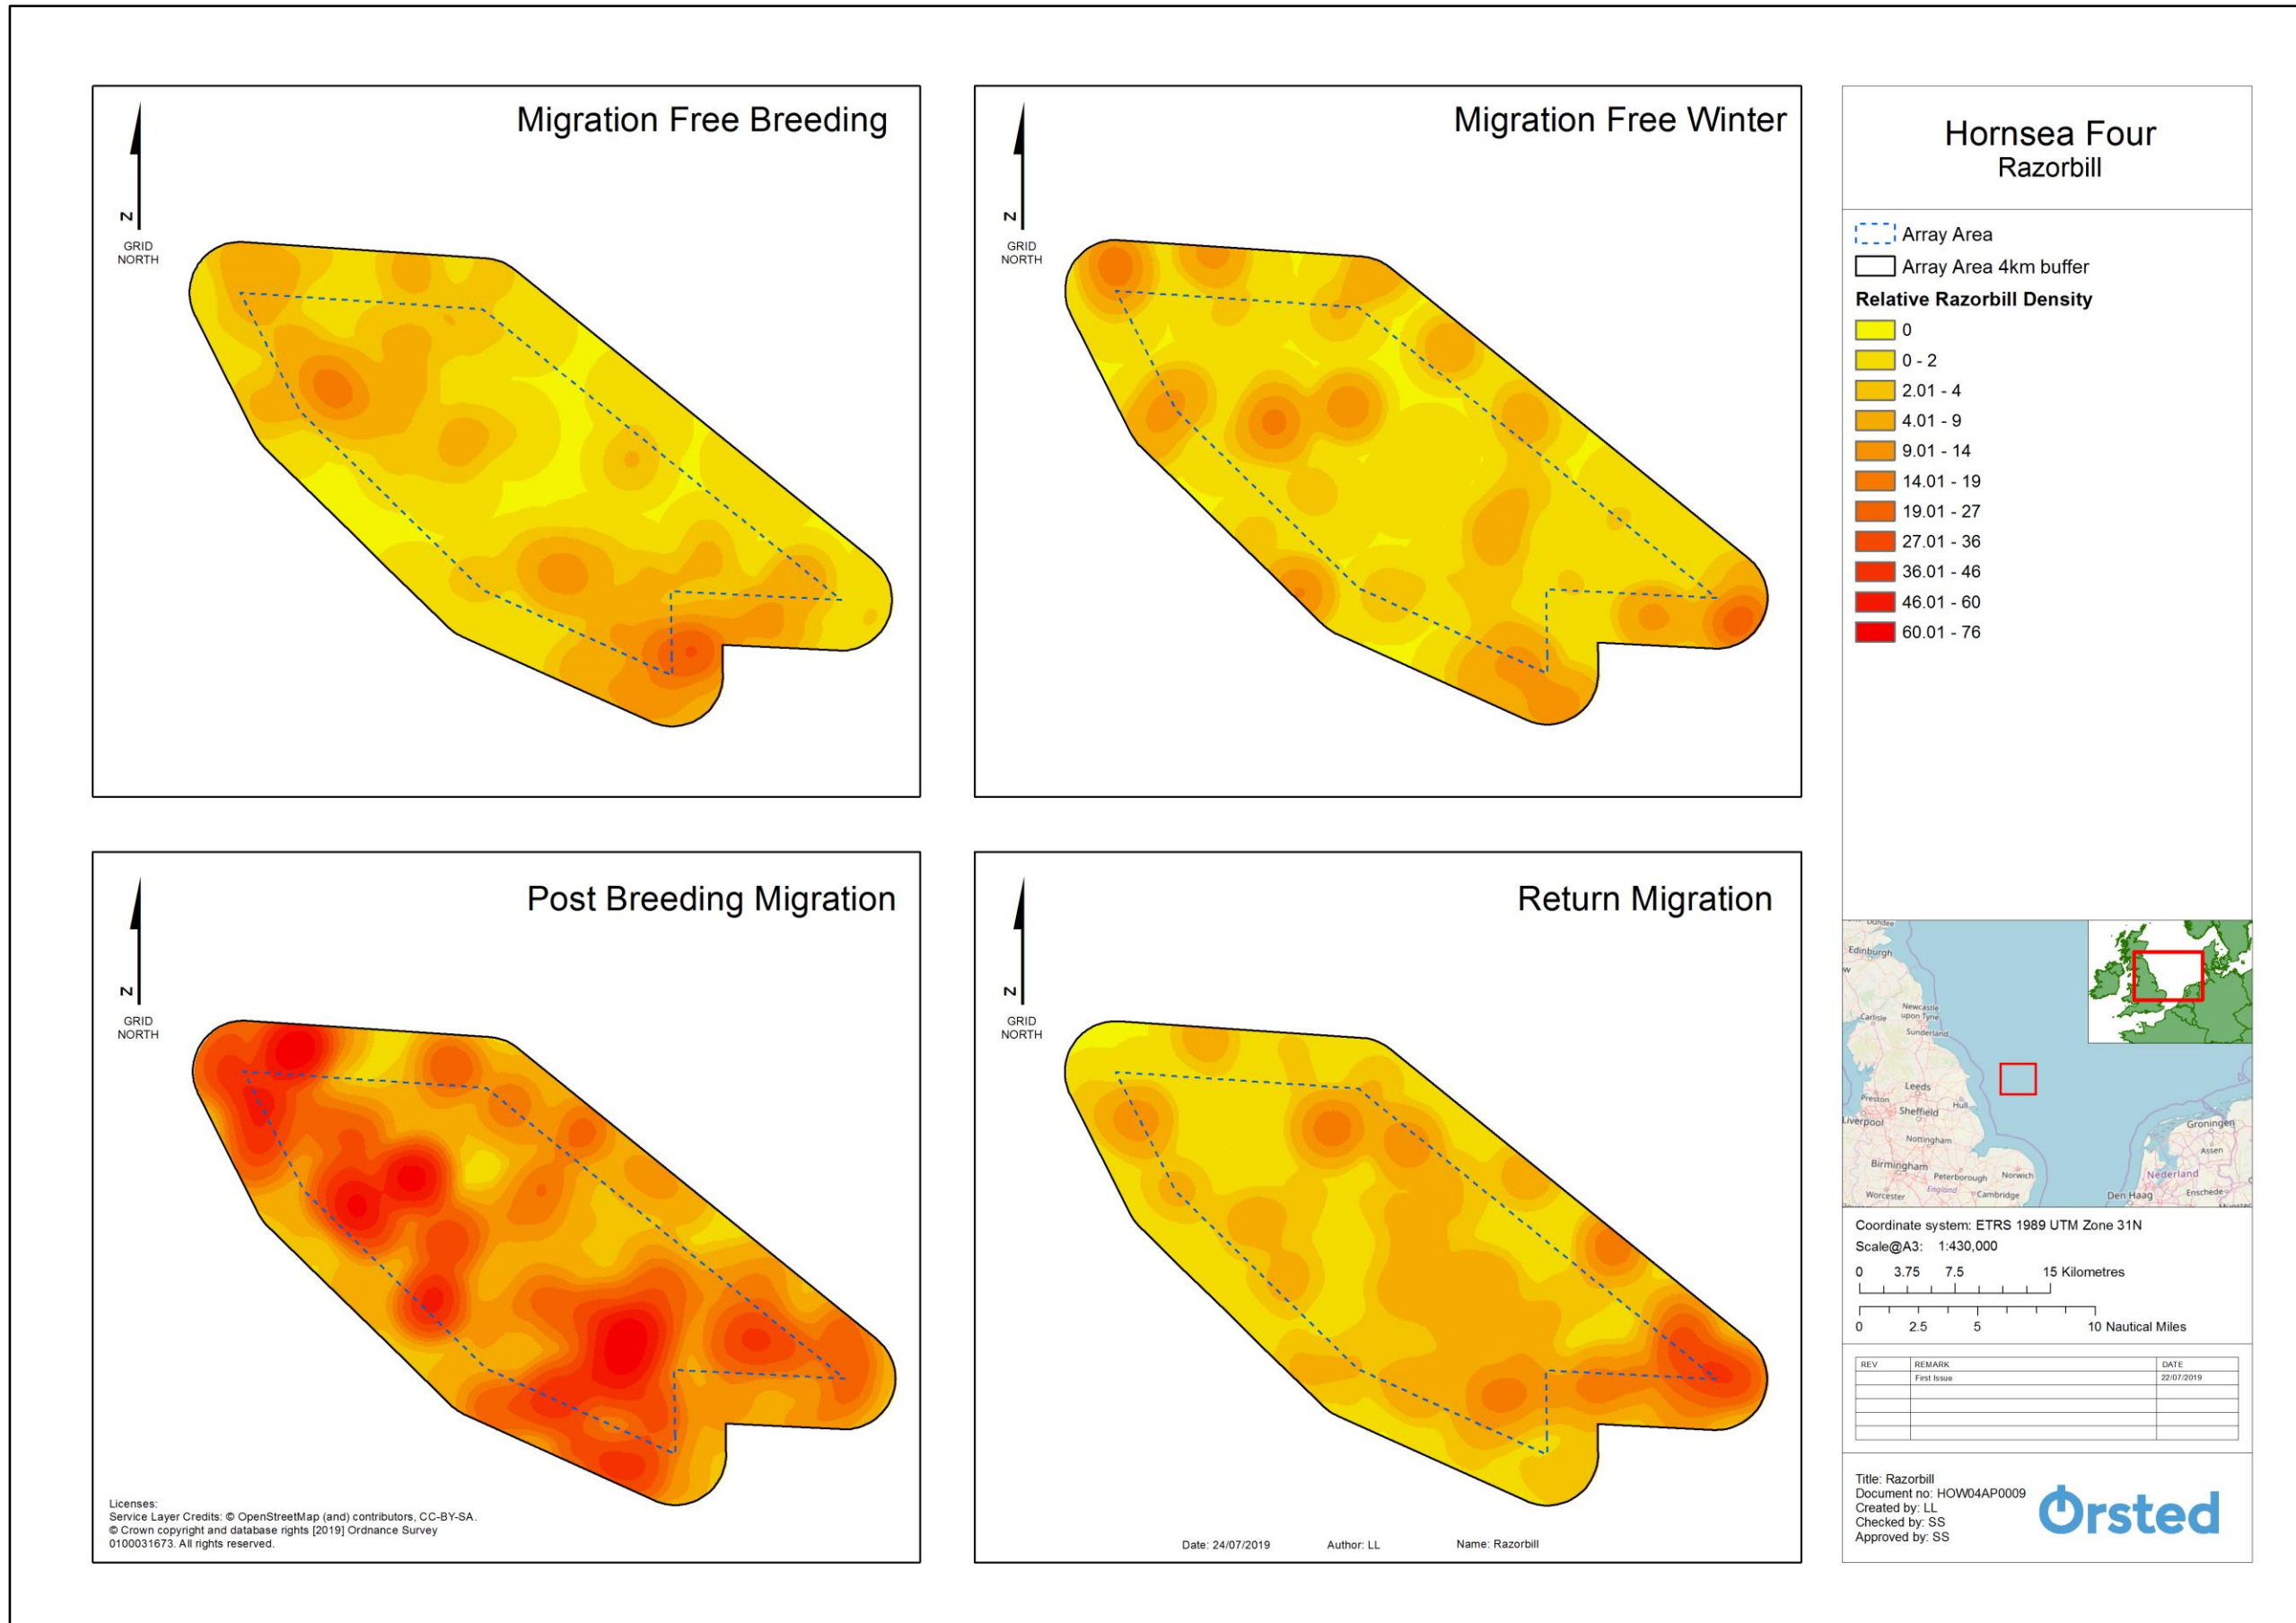 Migration Free Breeding
N
GRID
NORTH
Migration Free Winter
N
GRID
NORTH
Post Breeding Migration
N
GRID
NORTH
Licenses:
Service Layer Credits: © OpenStreetMap (and) contributors, CC-BY-SA.
© Crown copyright and database rights [2019] Ordnance Survey
0100031673. All rights reserved.
Return Migration
N
GRID
NORTH
Date: 24/07/2019 Author: LL Name: Razorbill
Hornsea Four
Razorbill
Array Area
Array Area 4km buffer
Relative Razorbill Density
0
0 - 2
2.01 - 4
4.01 - 9
9.01 - 14
14.01 - 19
19.01 - 27
27.01 - 36
36.01 - 46
46.01 - 60
60.01 - 76
Dundee
Edinburgh
Newcastle
upon Tyne
Carlisle
Sunderland
Leeds
Preston
Hull
Sheffield
Liverpool
Nottingham
Birmingham
Peterborough
Norwich
Worcester
England
Cambridge
Groningen
Assen
Nederland
Den Haag
Enschede
Coordinate system: ETRS 1989 UTM Zone 31N
Scale@A3: 1:430,000
0 3.75 7.5 15 Kilometres
0 2.5 5 10 Nautical Miles
REV REMARK DATE
First Issue 22/07/2019
Title: Razorbill
Document no: HOW04AP0009
Created by: LL
Checked by: SS
Approved by: SS
Orsted